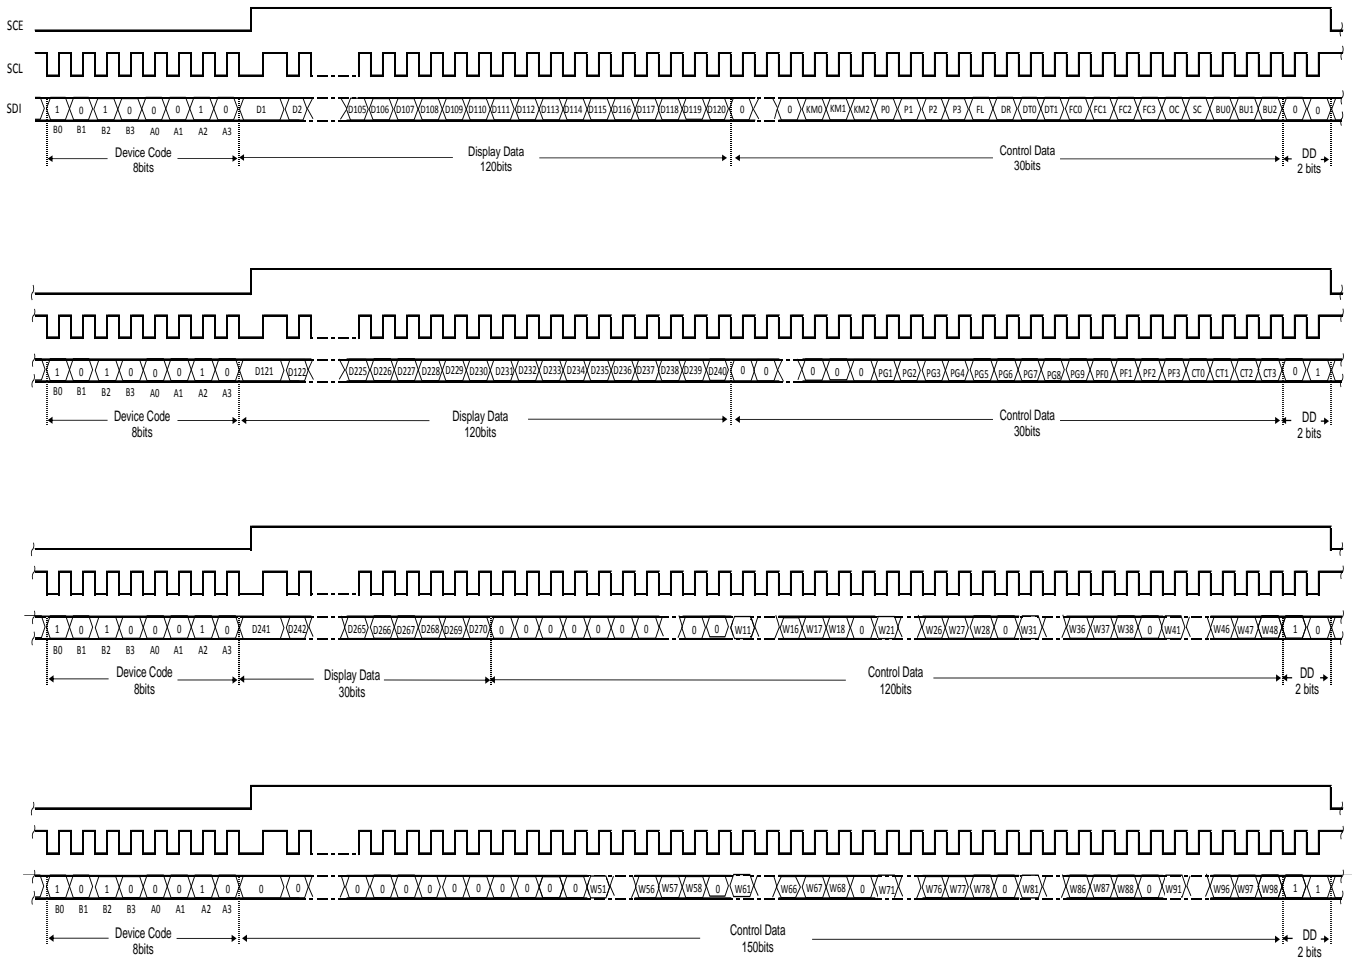 SCE
SCL
SDI 1 0 1 0 0 0 1 0 D1 D2 D105 D106 D107 D108 D109 D110 D111 D112 D113 D114 D115 D116 D117 D118 D119 D120 0 0 KM0 KM1 KM2 P0 P1 P2 P3 FL DR DT0 DT1 FC0 FC1 FC2 FC3 OC SC BU0 BU1 BU2 0 0
B0 B1 B2 B3 A0 A1 A2 A3
Device Code Display Data Control Data DD
8bits 120bits 30bits 2 bits
1 0 1 0 0 0 1 0 D121 D122 D225 D226 D227 D228 D229 D230 D231 D232 D233 D234 D235 D236 D237 D238 D239 D240 0 0 0 0 0 PG1 PG2 PG3 PG4 PG5 PG6 PG7 PG8 PG9 PF0 PF1 PF2 PF3 CT0 CT1 CT2 CT3 0 1
B0 B1 B2 B3 A0 A1 A2 A3
Device Code Display Data Control Data DD
8bits 120bits 30bits 2 bits
1 0 1 0 0 0 1 0 D241 D242 D265 D266 D267 D268 D269 D270 0 0 0 0 0 0 0 0 0 W11 W16 W17 W18 0 W21 W26 W27 W28 0 W31 W36 W37 W38 0 W41 W46 W47 W48 1 0
B0 B1 B2 B3 A0 A1 A2 A3
Device Code Display Data Control Data DD
8bits 30bits 120bits 2 bits
1 0 1 0 0 0 1 0 0 0 0 0 0 0 0 0 0 0 0 0 W51 W56 W57 W58 0 W61 W66 W67 W68 0 W71 W76 W77 W78 0 W81 W86 W87 W88 0 W91 W96 W97 W98 1 1
B0 B1 B2 B3 A0 A1 A2 A3
Device Code Control Data DD
8bits 150bits 2 bits